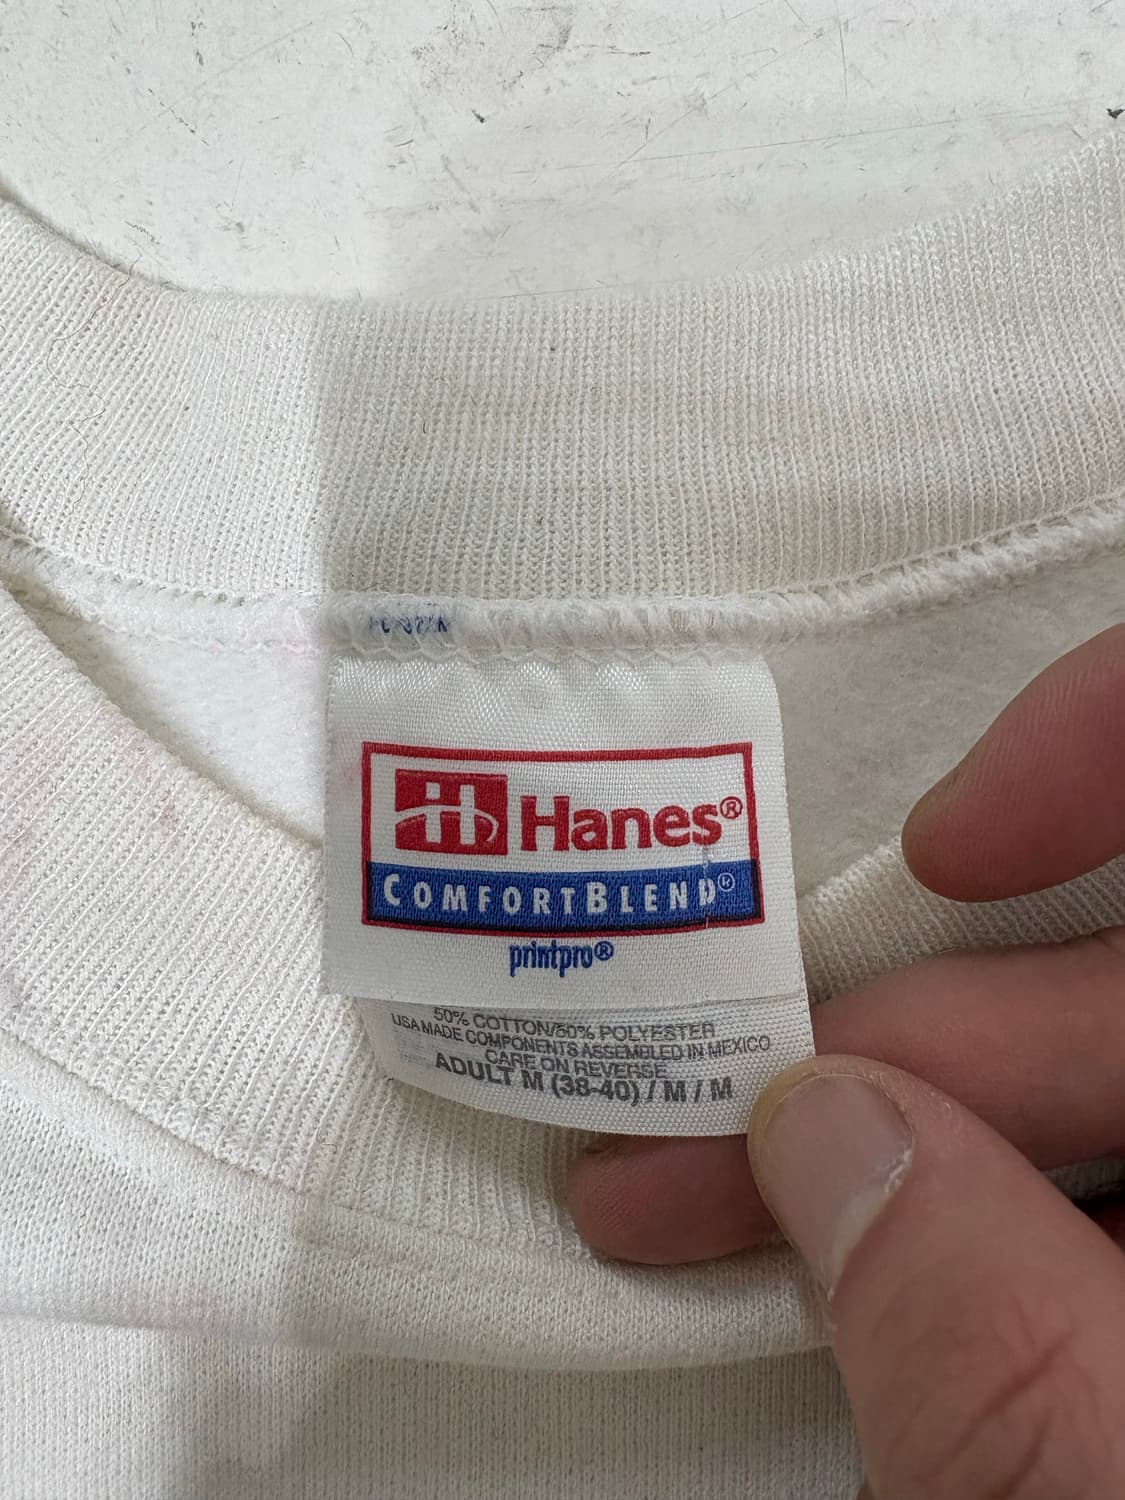 Hanes®
COMFORTBLEND®
printpro®
50% COTTON/50% POLYESTER
USA MADE COMPONENTS ASSEMBLED IN MEXICO
CARE ON REVERSE
ADULT M (38-40) / M / M